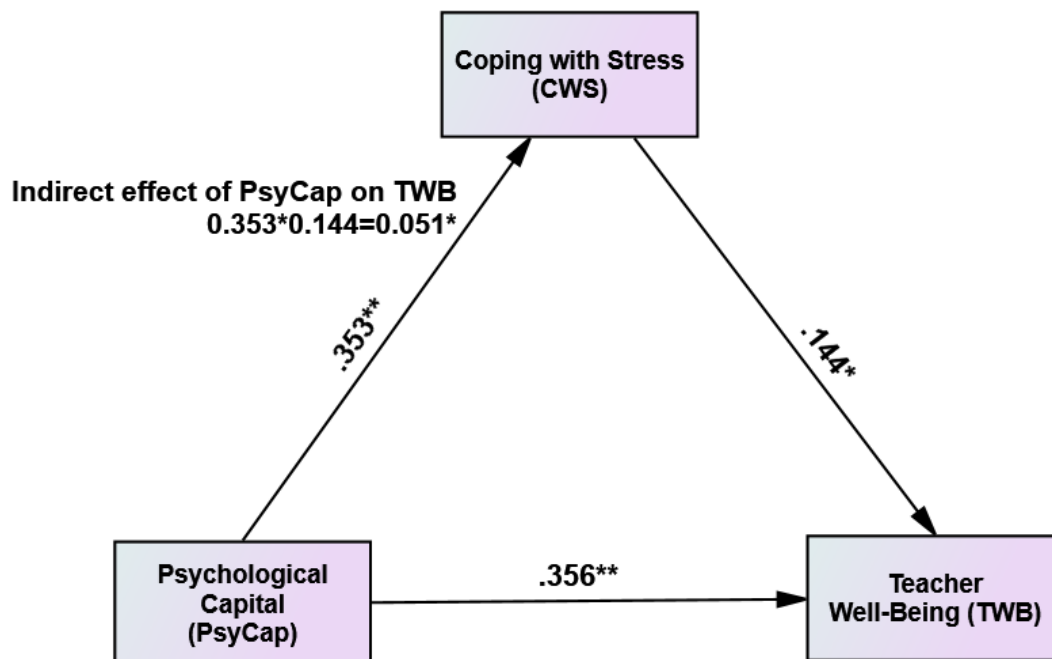 Coping with Stress
(CWS)
Indirect effect of PsyCap on TWB
0.353*0.144=0.051*
.353**
.144*
.356**
Psychological
Capital
(PsyCap)
Teacher
Well-Being (TWB)